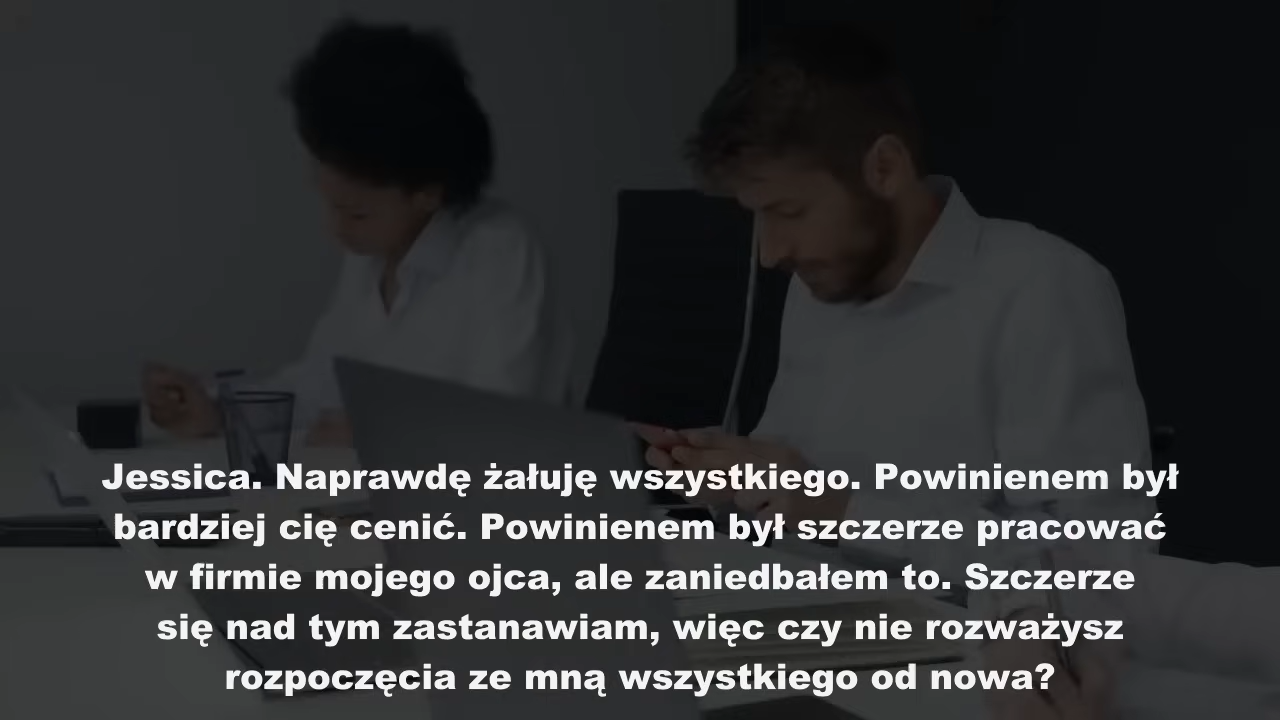 Jessica. Naprawdę żałuję wszystkiego. Powinienem był
bardziej cię cenić. Powinienem był szczerze pracować
w firmie mojego ojca, ale zaniedbałem to. Szczerze
się nad tym zastanawiam, więc czy nie rozważysz
rozpoczęcia ze mną wszystkiego od nowa?